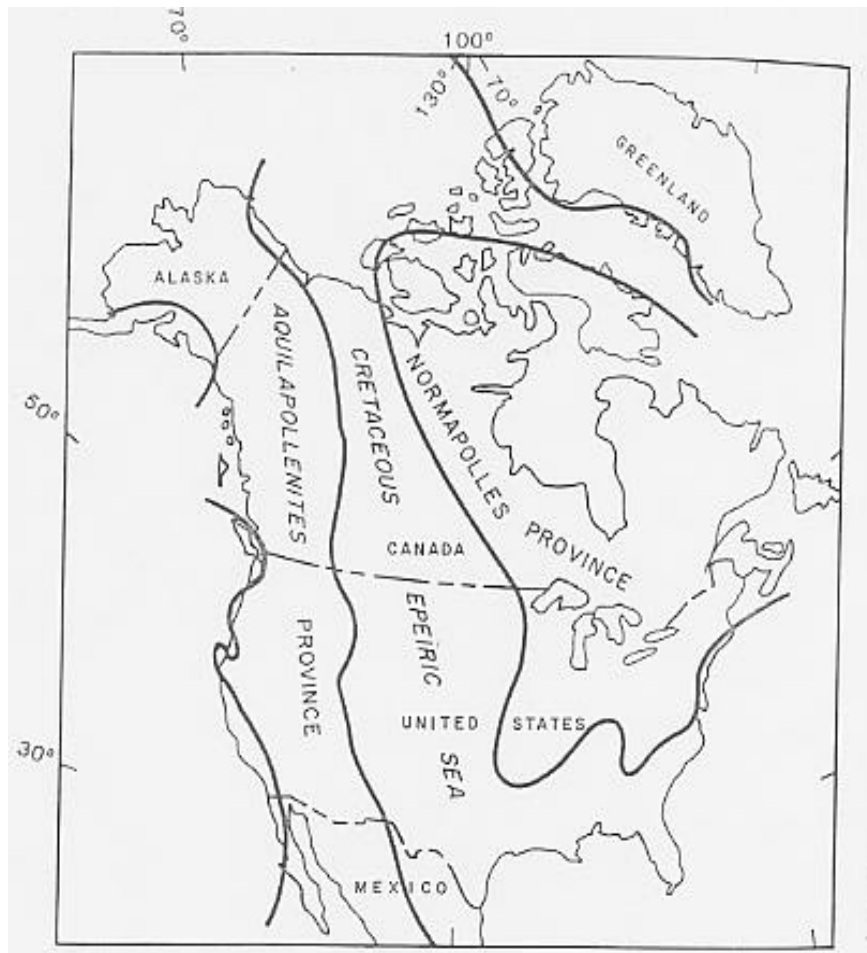 70°
100°
130°
70°
GREENLAND
ALASKA
AQUILAPOLLENITES
PROVINCE
CRETACEOUS
EPEIRIC
SEA
NORMAPOLLES PROVINCE
50°
CANADA
UNITED STATES
30°
MEXICO